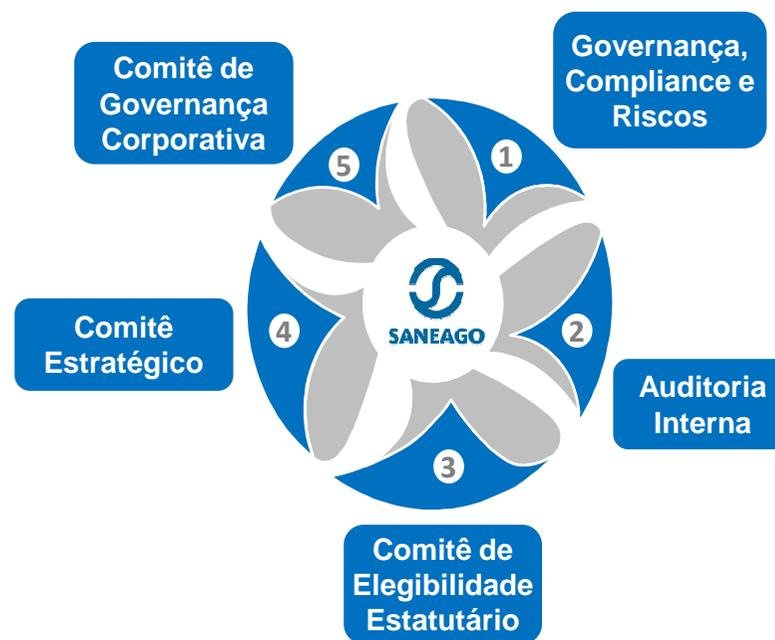 Governança,
Compliance e
Riscos
1
Auditoria
Interna
2
Comitê de
Elegibilidade
Estatutário
3
Comitê
Estratégico
4
Comitê de
Governança
Corporativa
5
SANEAGO